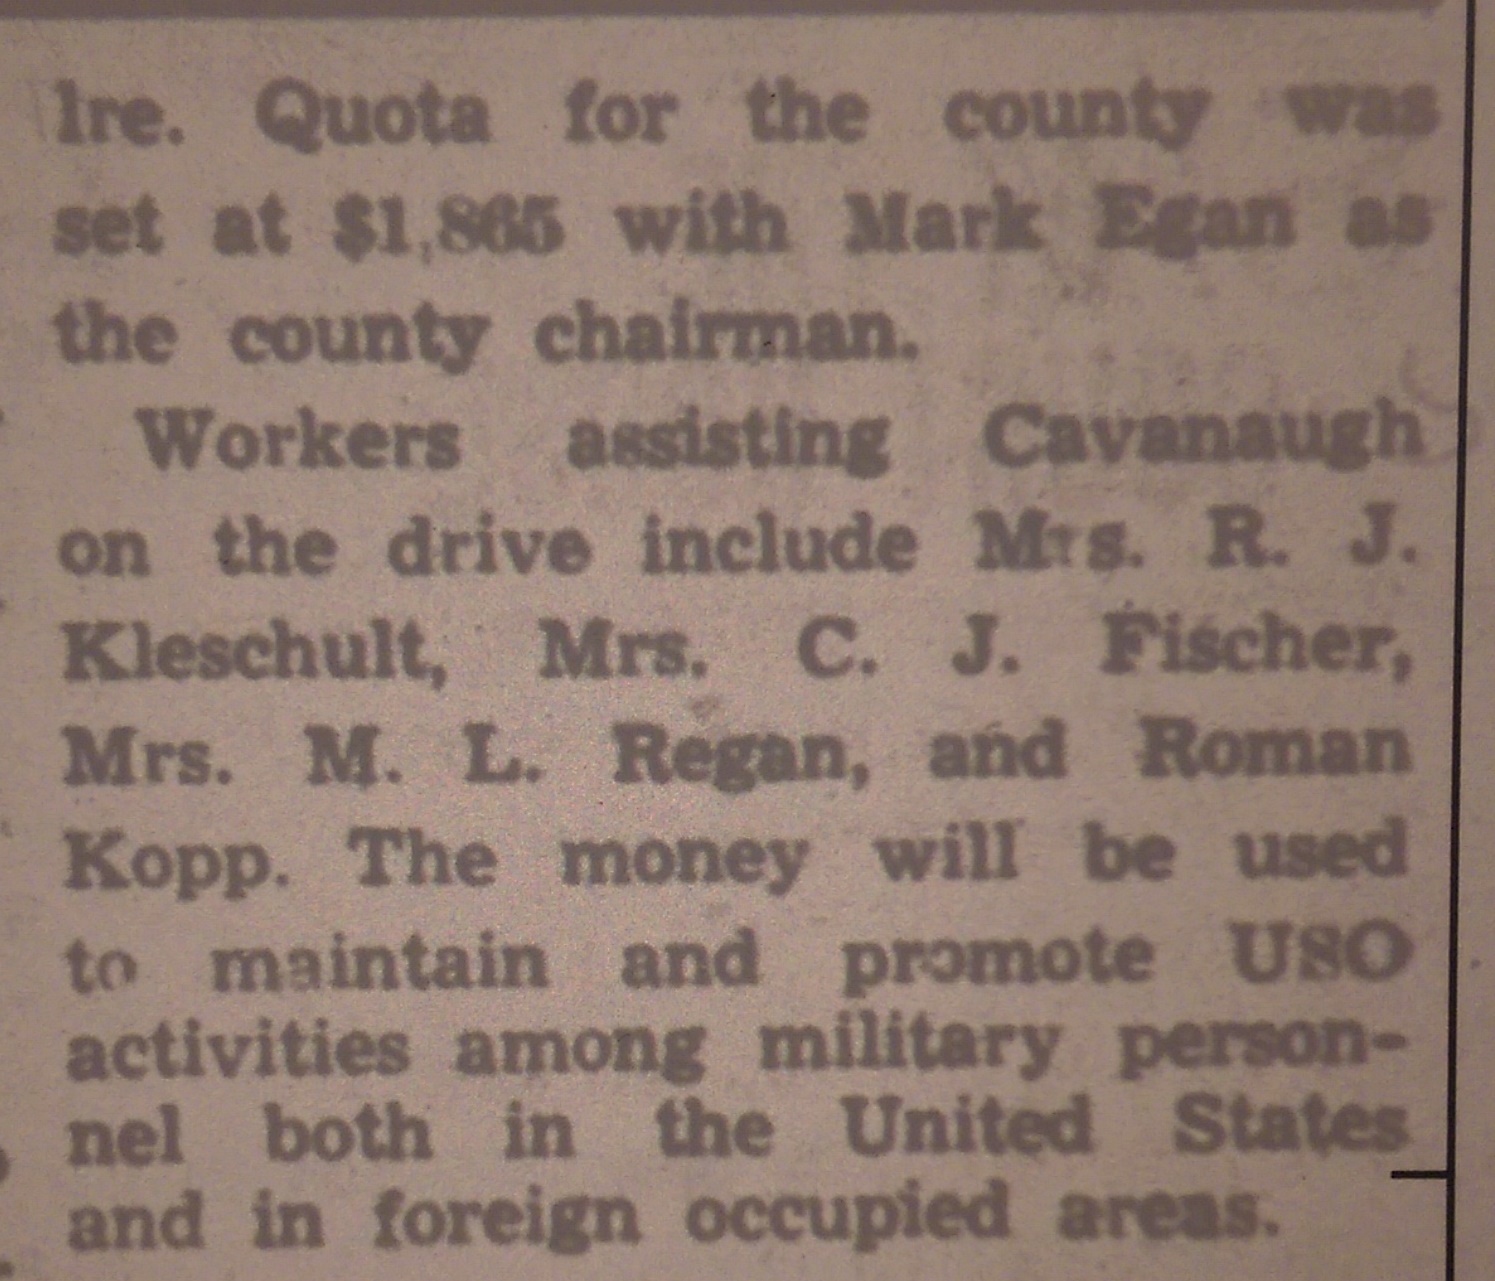 lre. Quota for the county was
set at $1,865 with Mark Egan as
the county chairman.
Workers assisting Cavanaugh
on the drive include Mrs. R. J.
Kleschult, Mrs. C. J. Fischer,
Mrs. M. L. Regan, and Roman
Kopp. The money will be used
to maintain and promote USO
activities among military person-
nel both in the United States
and in foreign occupied areas.